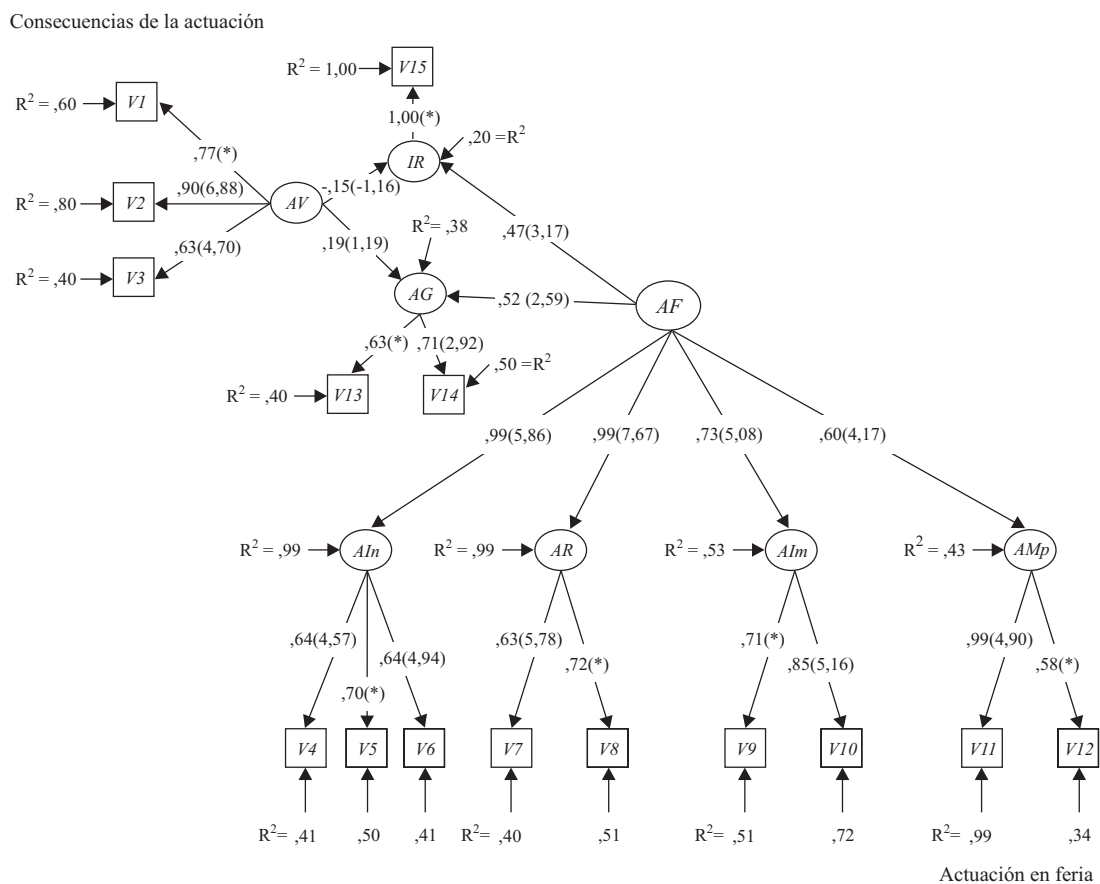 Consecuencias de la actuación
R² = 1,00
V15
R² = ,60
V1
1,00(*)
,20 =R²
,77(*)
IR
R² = ,80
V2
,90(6,88)
AV
-,15(-1,16)
,63(4,70)
,19(1,19)
R²= ,38
,47(3,17)
R² = ,40
V3
AG
,52 (2,59)
AF
,63(*)
,71(2,92)
,50 =R²
R² = ,40
V13
V14
,99(5,86)
,99(7,67)
,73(5,08)
,60(4,17)
R² = ,99
AIn
R² = ,99
AR
R² = ,53
AIm
R² = ,43
AMp
,64(4,57)
,70(*)
,64(4,94)
,63(5,78)
,72(*)
,71(*)
,85(5,16)
,99(4,90)
,58(*)
V4
V5
V6
V7
V8
V9
V10
V11
V12
R²= ,41
,50
,41
R²= ,40
,51
R²= ,51
,72
R²= ,99
,34
Actuación en feria